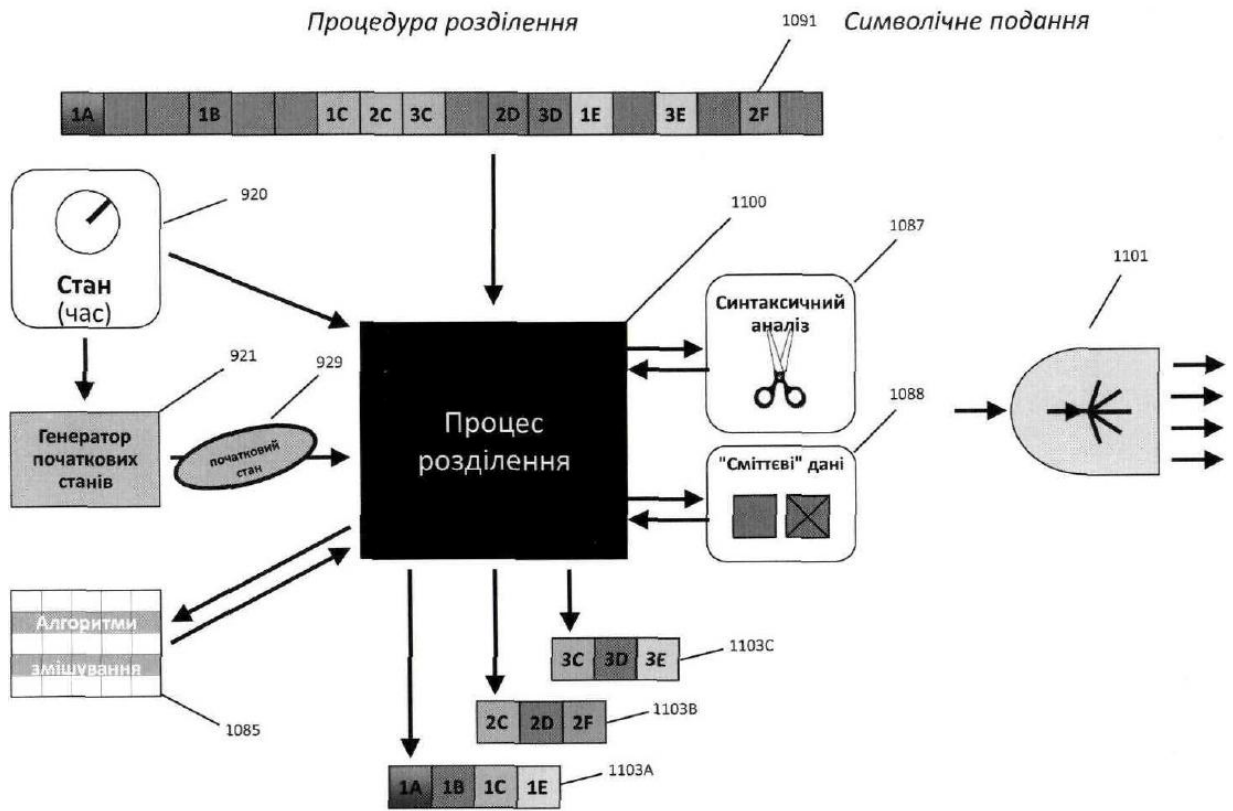 Процедура розділення
Символічне подання
1091
1A 1B 1C 2C 3C 2D 3D 1E 3E 2F
920
Стан
(час)
1100
1087
Синтаксичний
аналіз
1101
921
929
Генератор
початкових
станів
початковий
стан
Процес
розділення
1088
"Сміттєві" дані
Алгоритми
змішування
1085
3C 3D 3E
1103C
2C 2D 2F
1103B
1A 1B 1C 1E
1103A